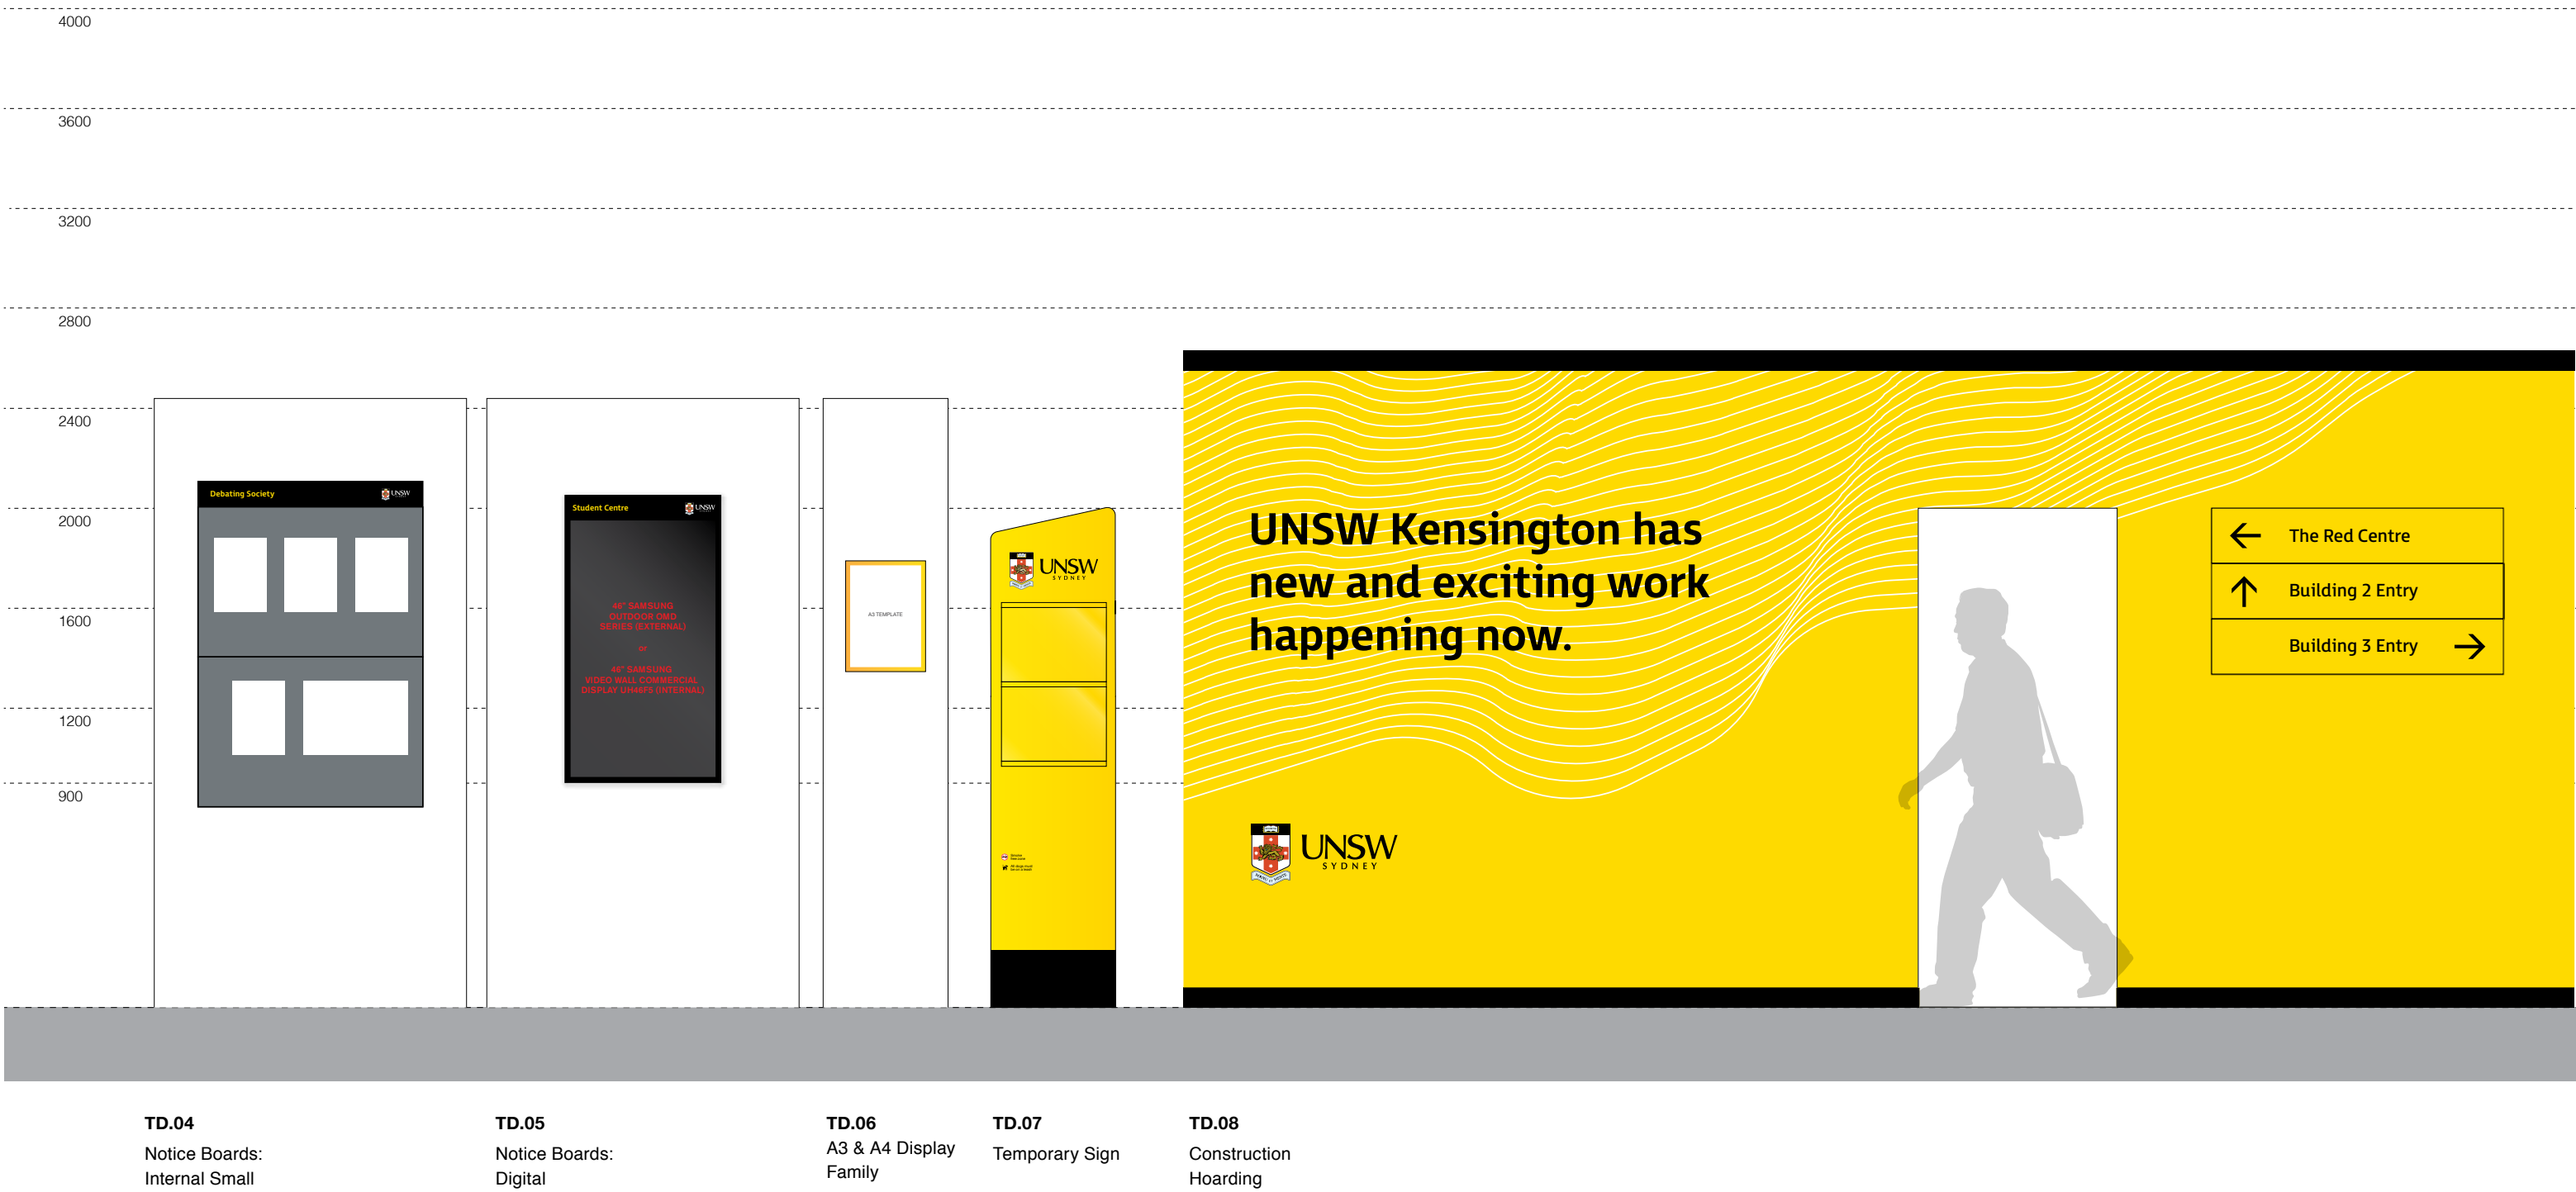 4000
3600
3200
2800
2400
2000
1600
1200
900
Debating Society
UNSW
Student Centre
UNSW
46" SAMSUNG
OUTDOOR OMD
SERIES (EXTERNAL)
or
46" SAMSUNG
VIDEO WALL COMMERCIAL
DISPLAY UH46F5 (INTERNAL)
A3 TEMPLATE
UNSW
SYDNEY
UNSW Kensington has
new and exciting work
happening now.
UNSW
SYDNEY
The Red Centre
Building 2 Entry
Building 3 Entry
TD.04
Notice Boards:
Internal Small
TD.05
Notice Boards:
Digital
TD.06
A3 & A4 Display
Family
TD.07
Temporary Sign
TD.08
Construction
Hoarding